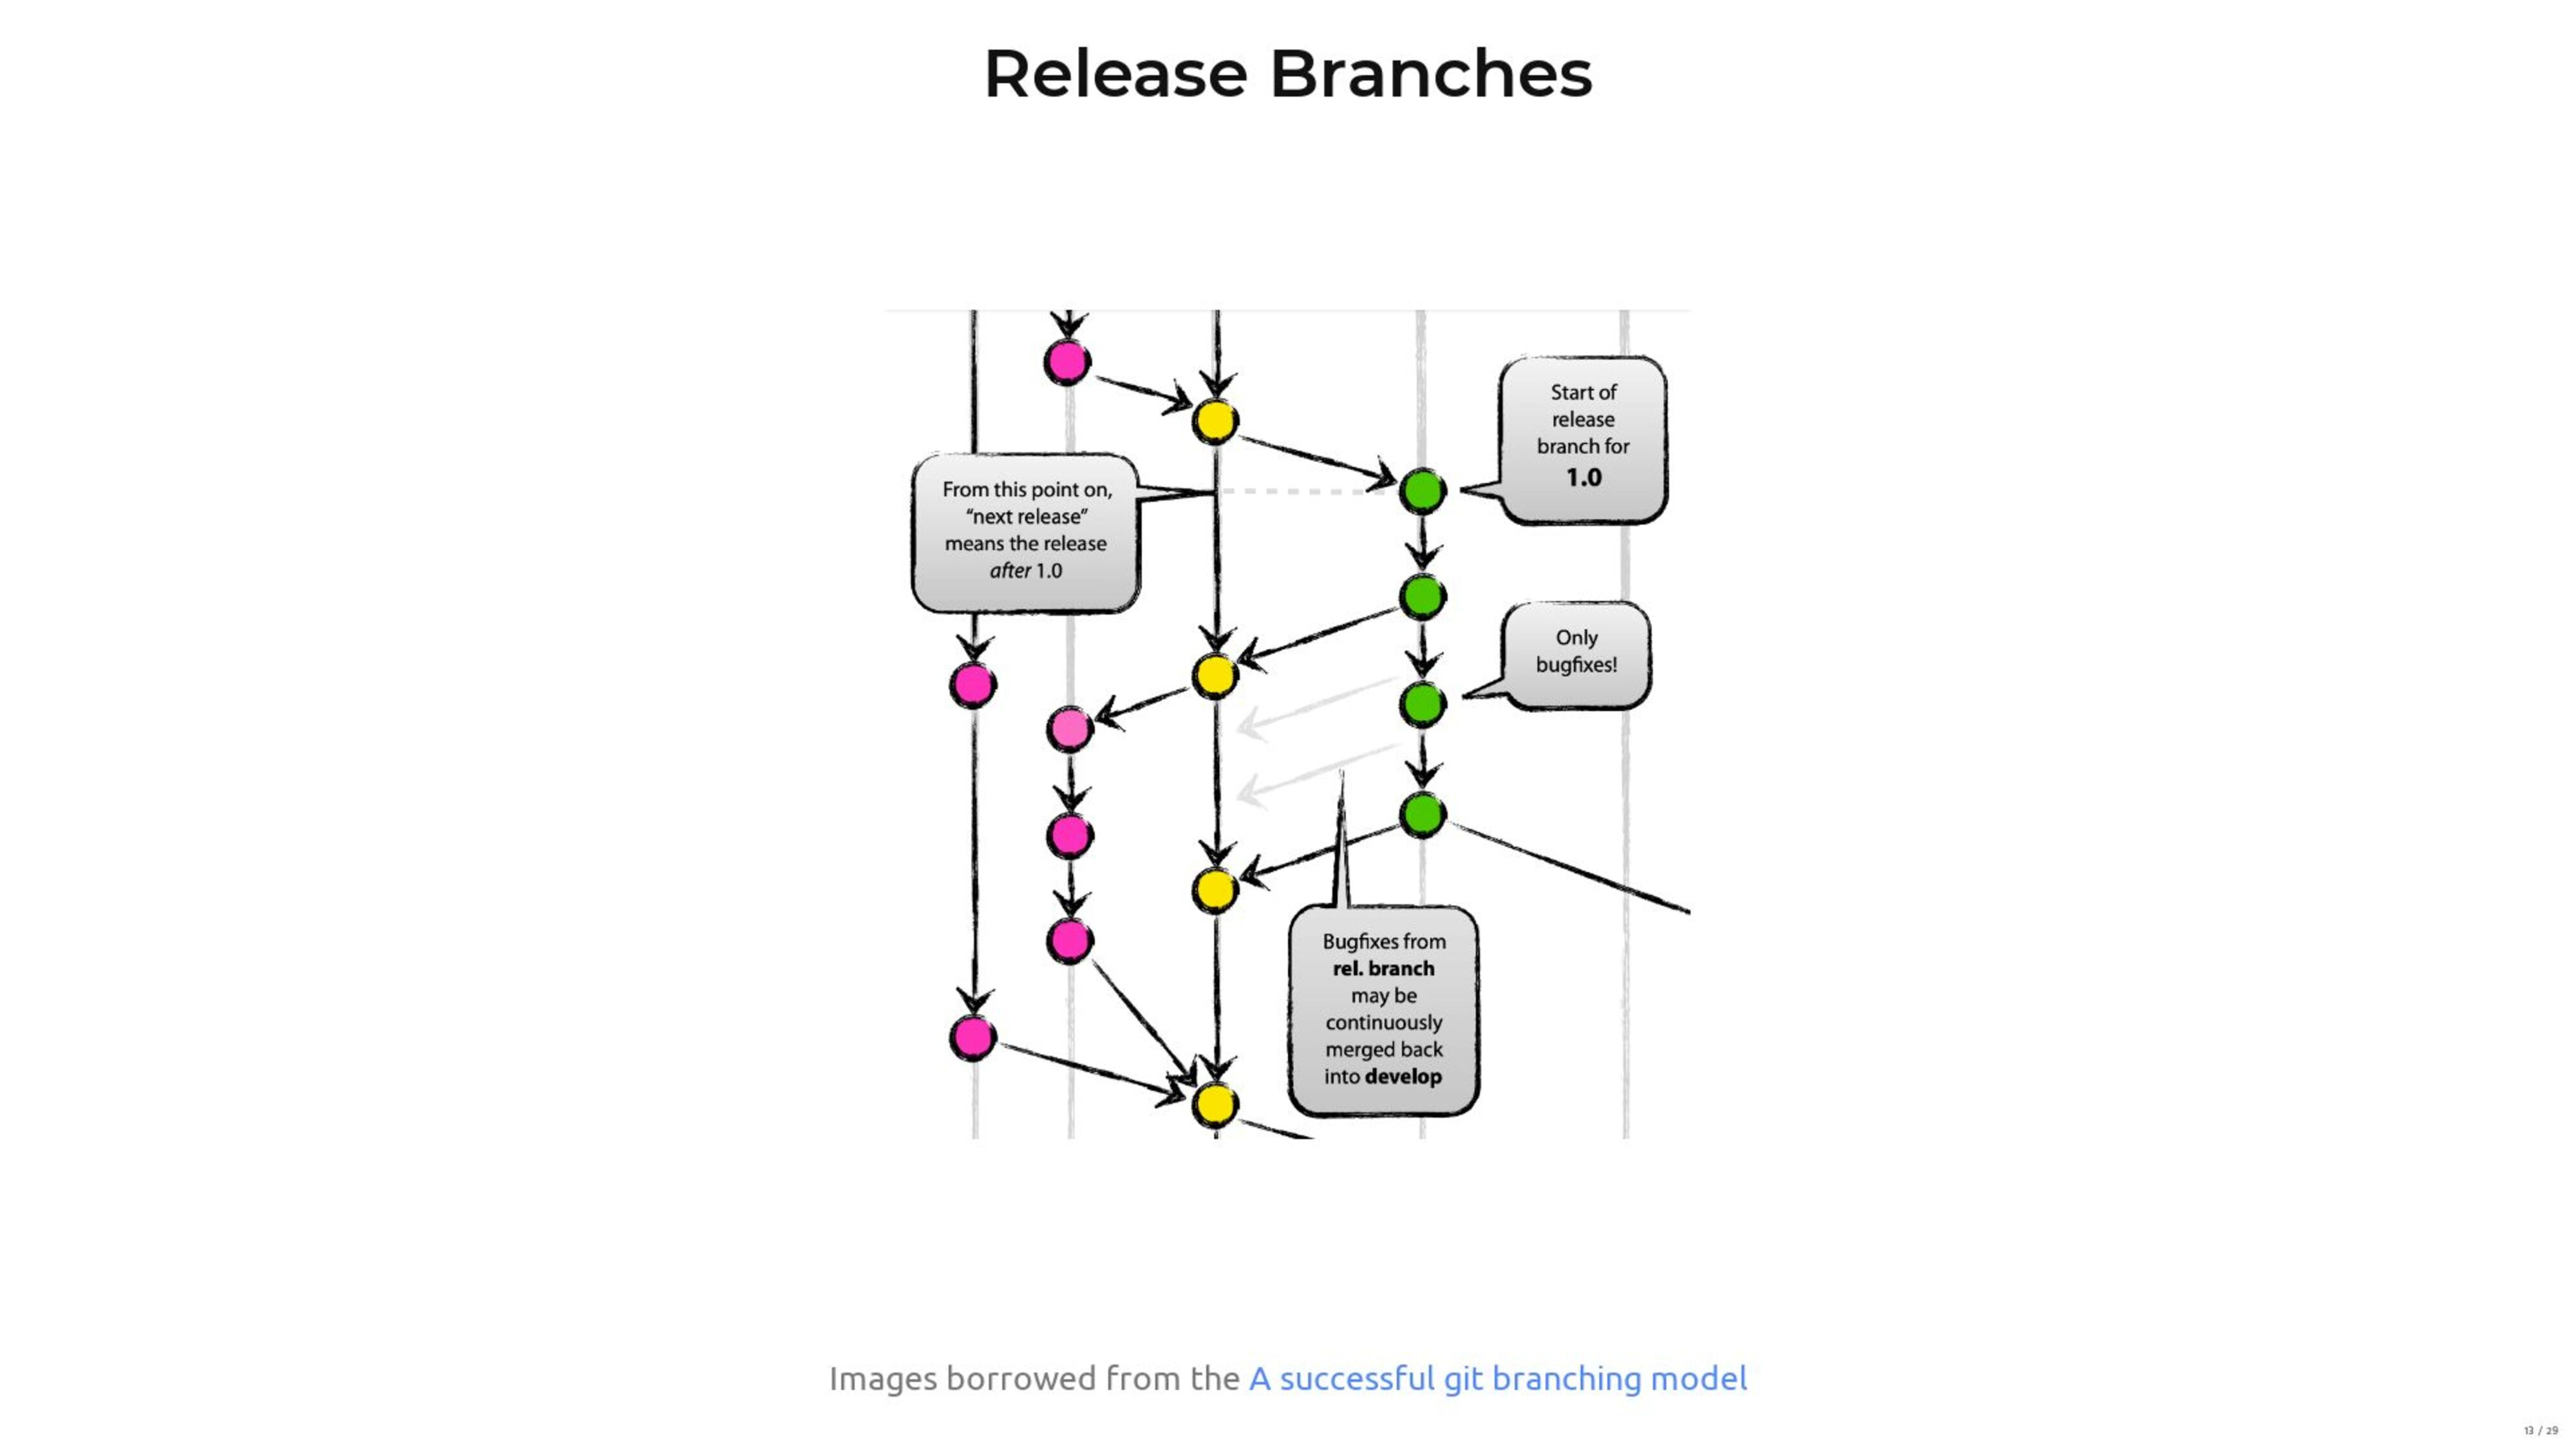 Release Branches
Start of
release
branch for
1.0
From this point on,
“next release”
means the release
after 1.0
Only
bugfixes!
Bugfixes from
rel. branch
may be
continuously
merged back
into develop
Images borrowed from the A successful git branching model
13 / 29